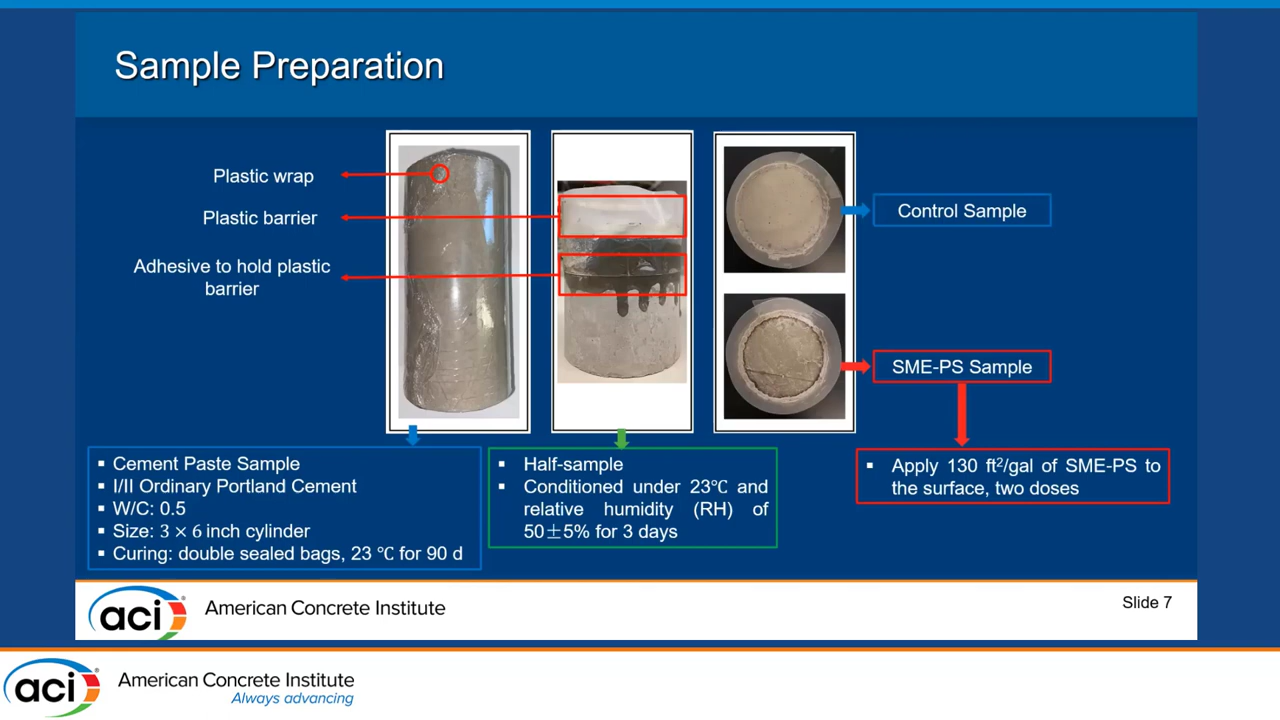 Sample Preparation
Plastic wrap
Plastic barrier
Adhesive to hold plastic
barrier
Control Sample
SME-PS Sample
▪ Cement Paste Sample
▪ I/II Ordinary Portland Cement
▪ W/C: 0.5
▪ Size: 3 × 6 inch cylinder
▪ Curing: double sealed bags, 23 ℃ for 90 d
▪ Half-sample
▪ Conditioned under 23℃ and
relative humidity (RH) of
50±5% for 3 days
▪ Apply 130 ft²/gal of SME-PS to
the surface, two doses
aci
American Concrete Institute
Slide 7
aci®
American Concrete Institute
Always advancing